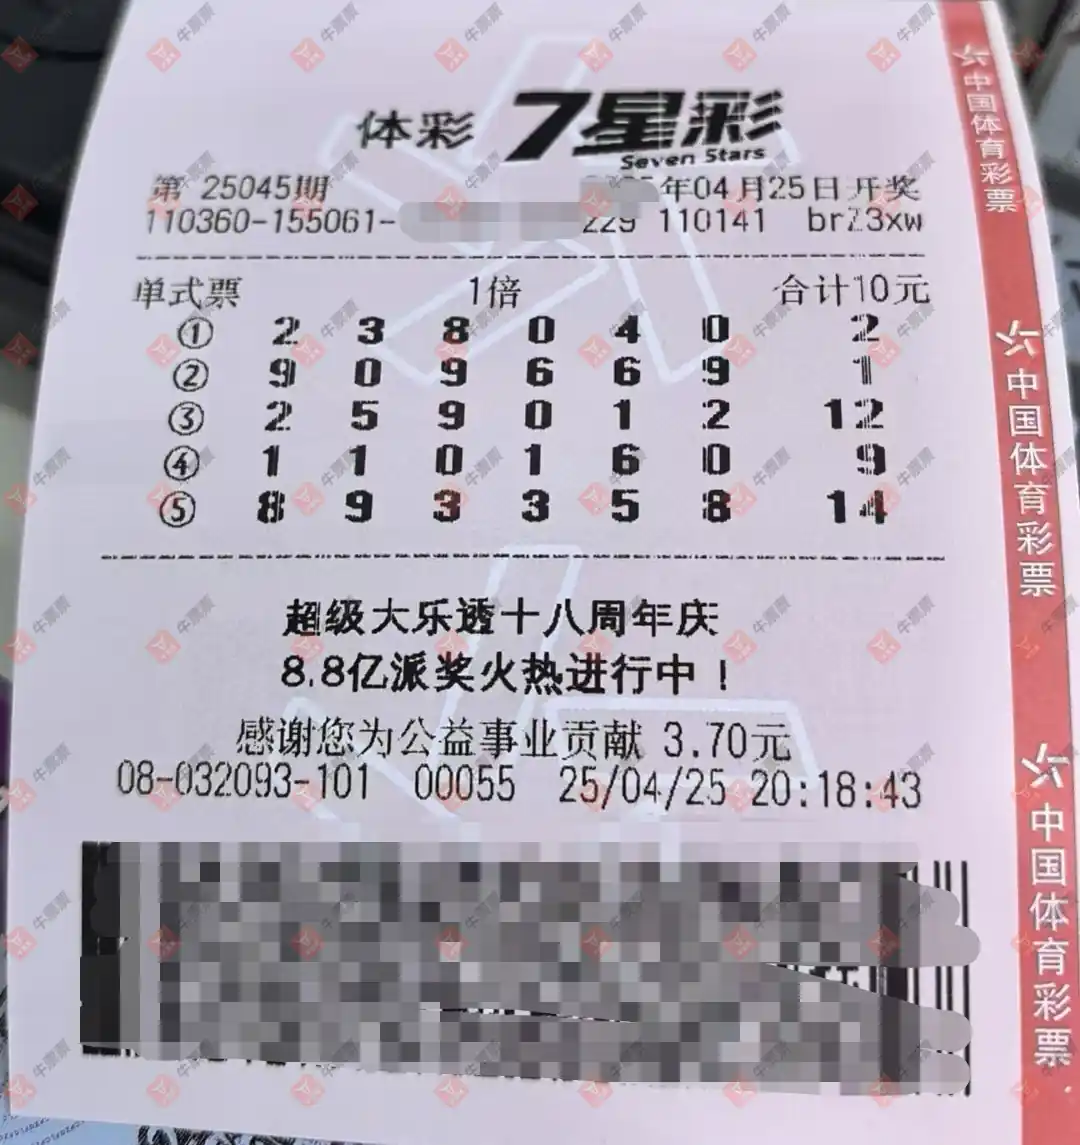 体彩 7星彩
Seven Stars
第 25045期 年04月25日开奖
110360-155061- 229 110141 brZ3xw
单式票 1倍 合计10元
① 2 3 8 0 4 0 2
② 9 0 9 6 6 9 1
③ 2 5 9 0 1 2 12
④ 1 1 0 1 6 0 9
⑤ 8 9 3 3 5 8 14
超级大乐透十八周年庆
8.8亿派奖火热进行中！
感谢您为公益事业贡献 3.70元
08-032093-101 00055 25/04/25 20:18:43
中国体育彩票
中国体育彩票
中国体育彩票
牛票票